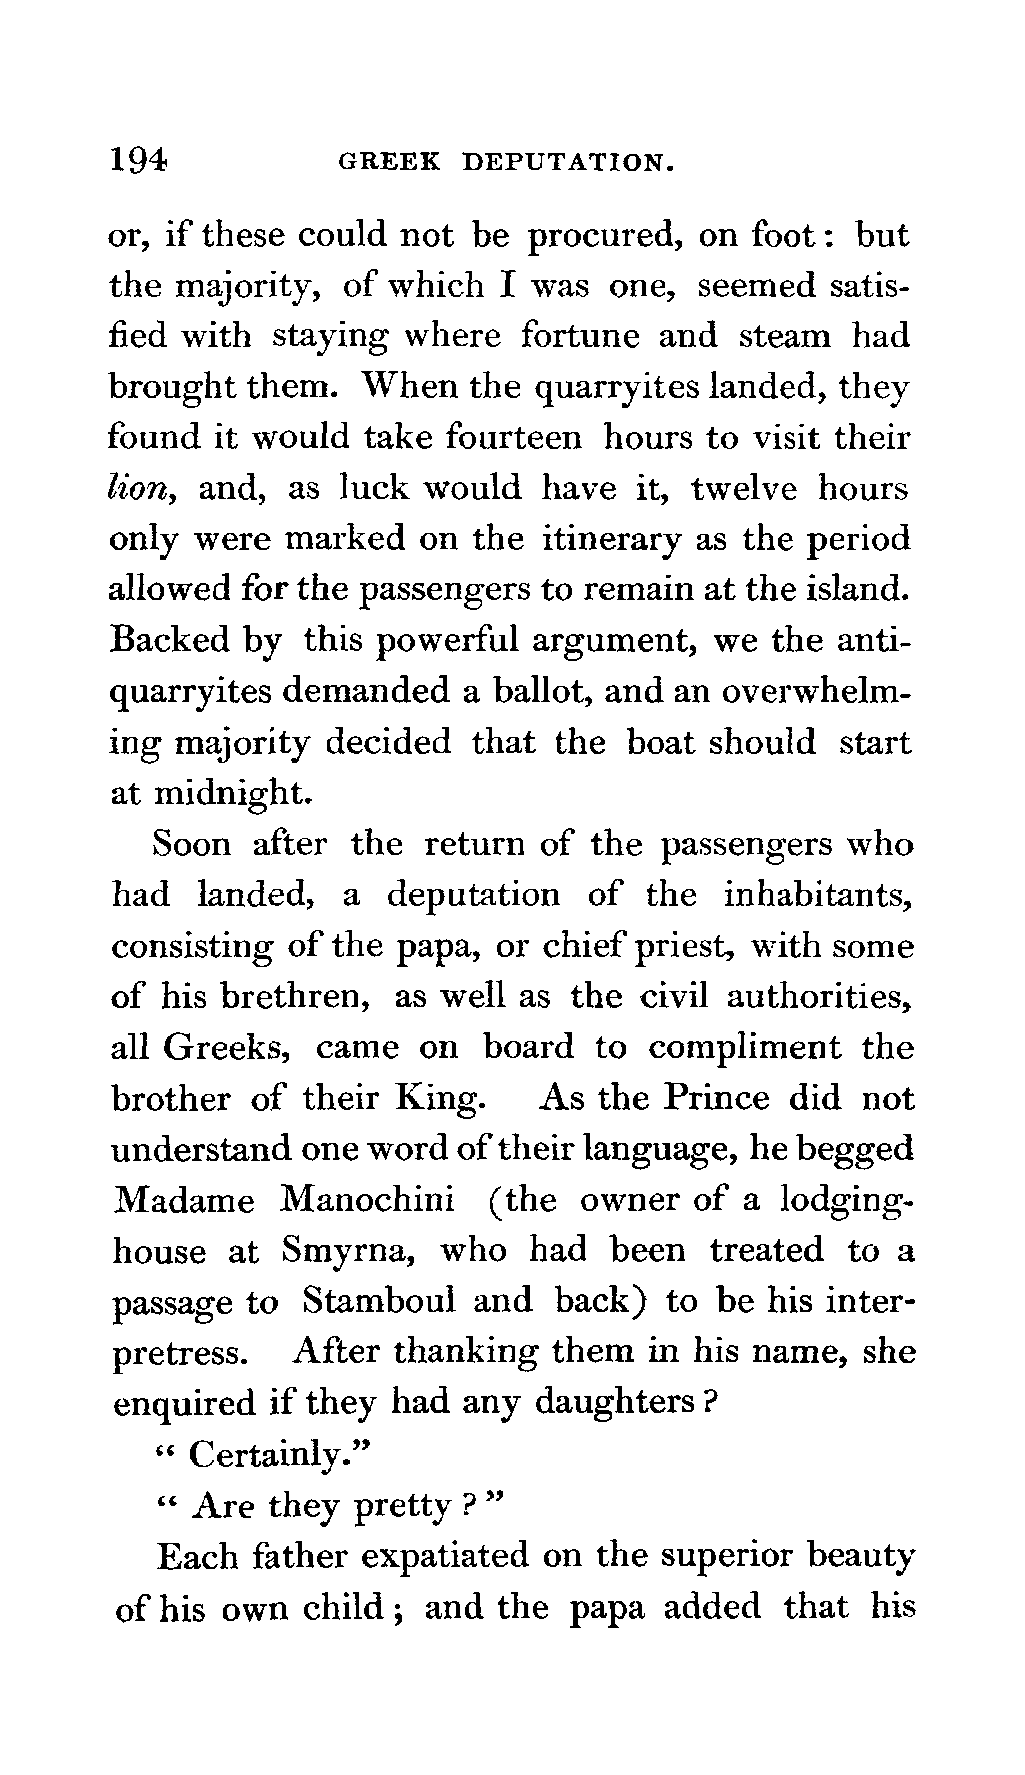 194 GREEK DEPUTATION.
or, if these could not be procured, on foot : but
the majority, of which I was one, seemed satis-
fied with staying where fortune and steam had
brought them. When the quarryites landed, they
found it would take fourteen hours to visit their
lion, and, as luck would have it, twelve hours
only were marked on the itinerary as the period
allowed for the passengers to remain at the island.
Backed by this powerful argument, we the anti-
quarryites demanded a ballot, and an overwhelm-
ing majority decided that the boat should start
at midnight.
Soon after the return of the passengers who
had landed, a deputation of the inhabitants,
consisting of the papa, or chief priest, with some
of his brethren, as well as the civil authorities,
all Greeks, came on board to compliment the
brother of their King. As the Prince did not
understand one word of their language, he begged
Madame Manochini (the owner of a lodging-
house at Smyrna, who had been treated to a
passage to Stamboul and back) to be his inter-
pretress. After thanking them in his name, she
enquired if they had any daughters ?
“ Certainly.”
“ Are they pretty ? ”
Each father expatiated on the superior beauty
of his own child ; and the papa added that his